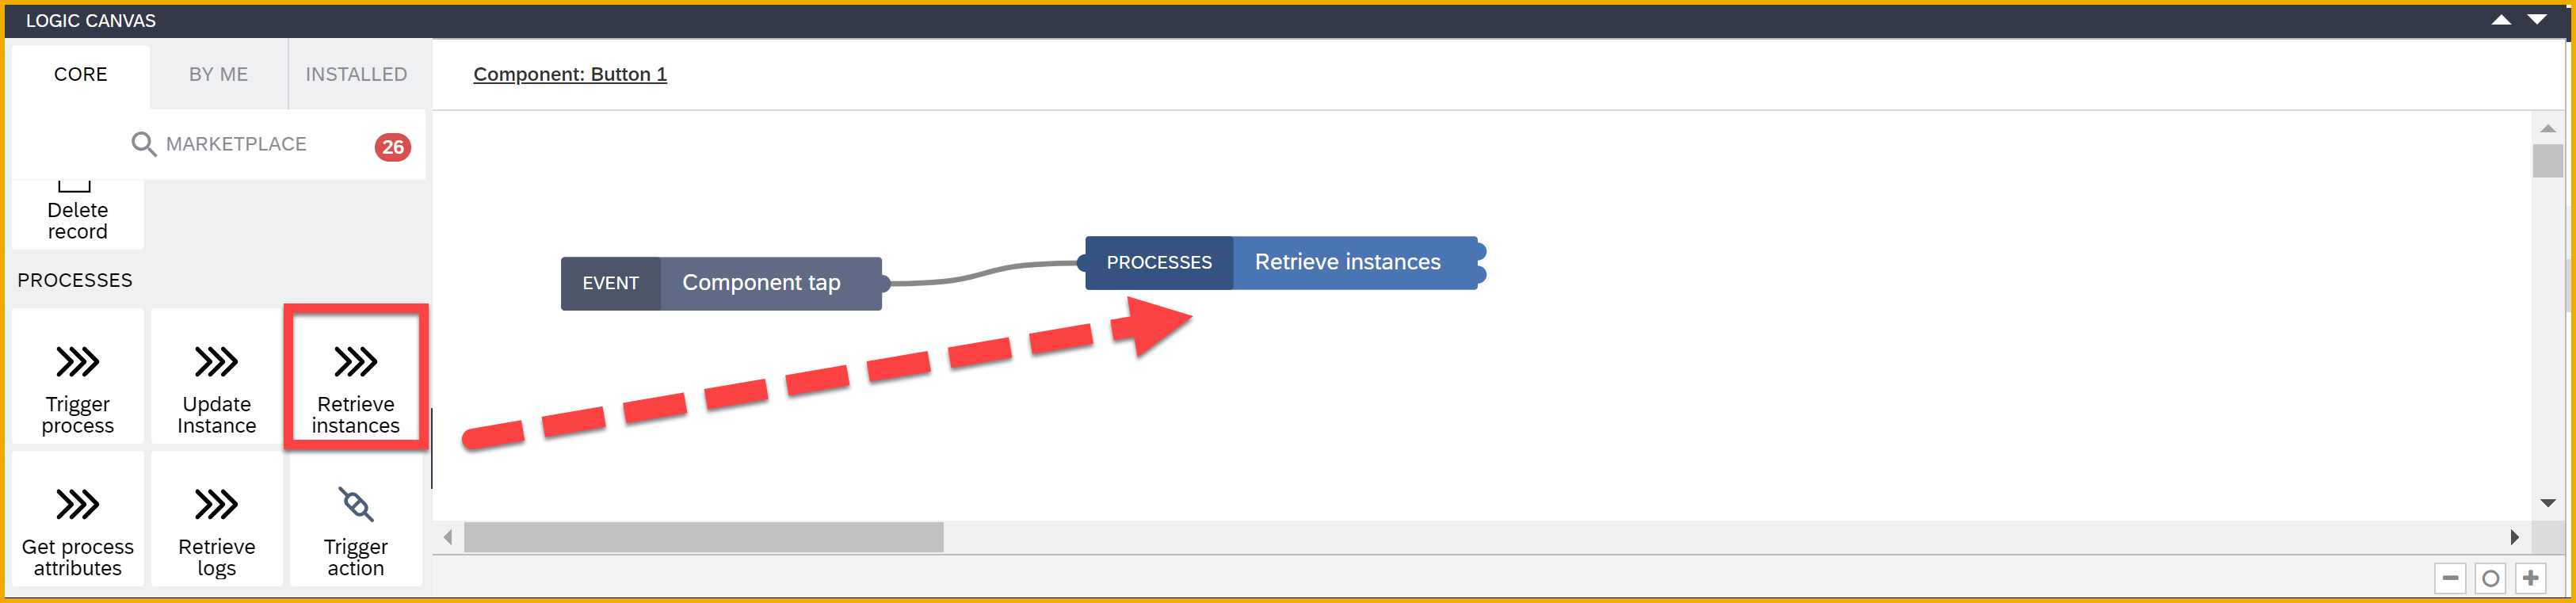 LOGIC CANVAS
CORE
BY ME
INSTALLED
Component: Button 1
MARKETPLACE
26
Delete
record
PROCESSES
EVENT
Component tap
PROCESSES
Retrieve instances
Trigger
process
Update
Instance
Retrieve
instances
Get process
attributes
Retrieve
logs
Trigger
action